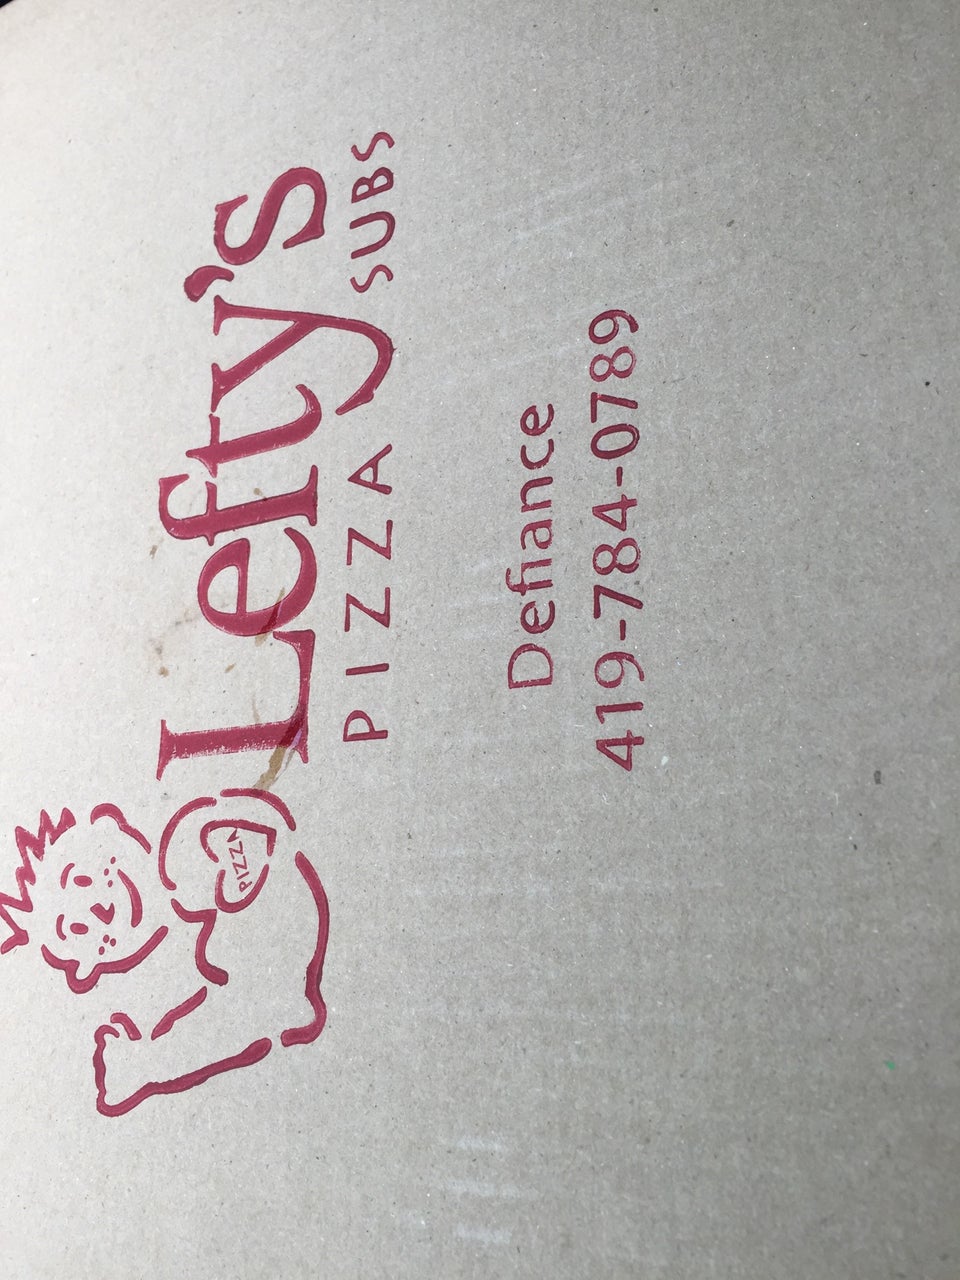 Lefty's
PIZZA SUBS
PIZZA
Defiance
419-784-0789